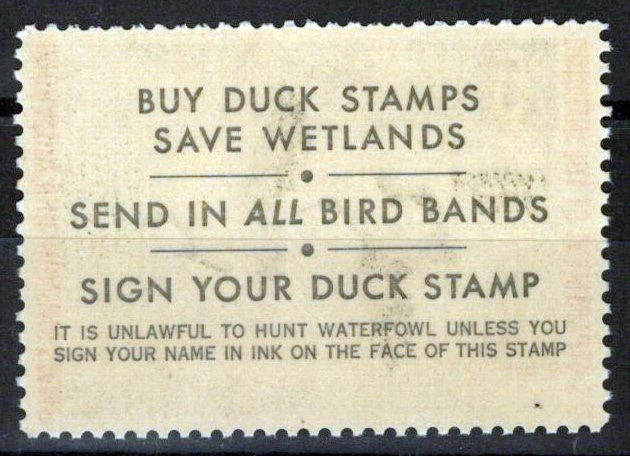 BUY DUCK STAMPS
SAVE WETLANDS
SEND IN ALL BIRD BANDS
SIGN YOUR DUCK STAMP
IT IS UNLAWFUL TO HUNT WATERFOWL UNLESS YOU
SIGN YOUR NAME IN INK ON THE FACE OF THIS STAMP